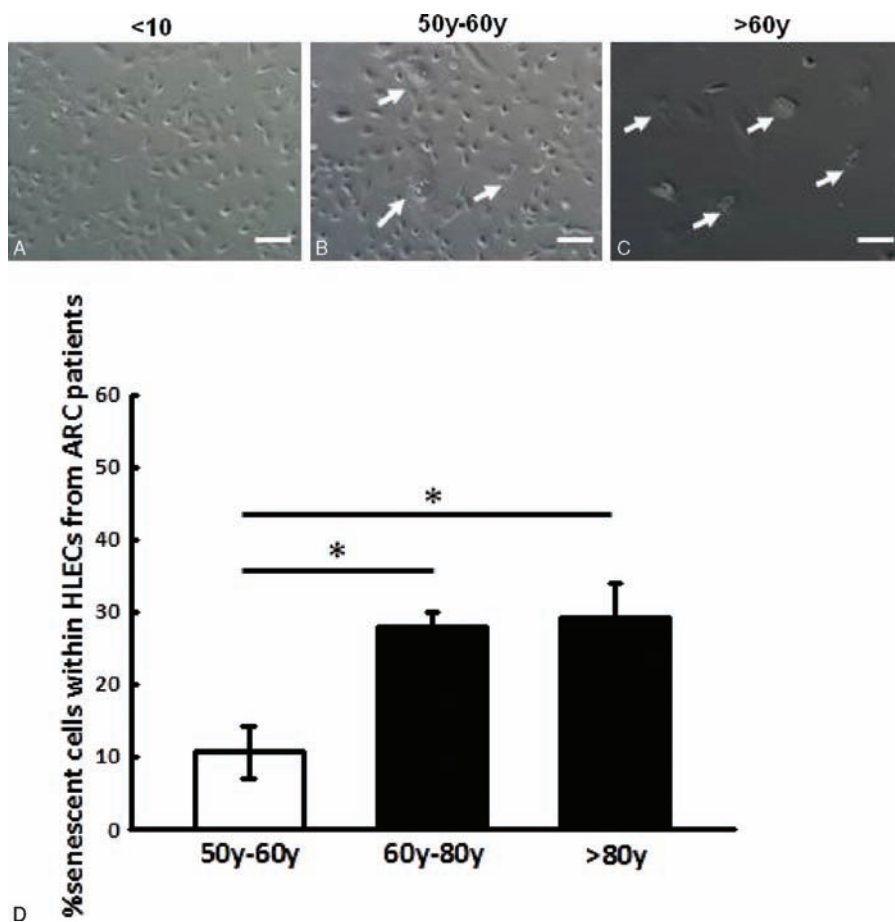 <10 50y-60y >60y
A B C
%senescent cells within HLECs from ARC patients
60
50
40
30
20
10
0
*
*
50y-60y 60y-80y >80y
D